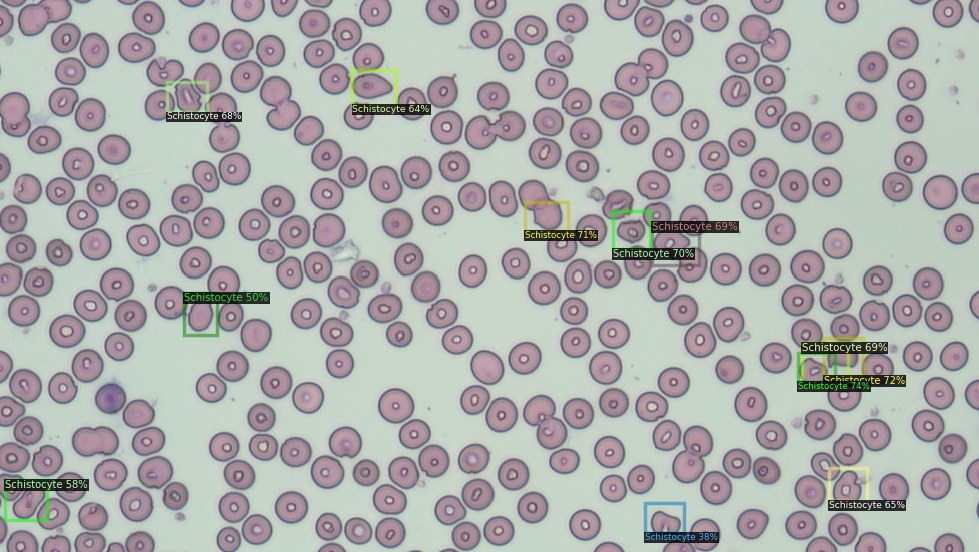 Schistocyte 64%
Schistocyte 68%
Schistocyte 69%
Schistocyte 71%
Schistocyte 70%
Schistocyte 50%
Schistocyte 69%
Schistocyte 72%
Schistocyte 74%
Schistocyte 58%
Schistocyte 65%
Schistocyte 38%